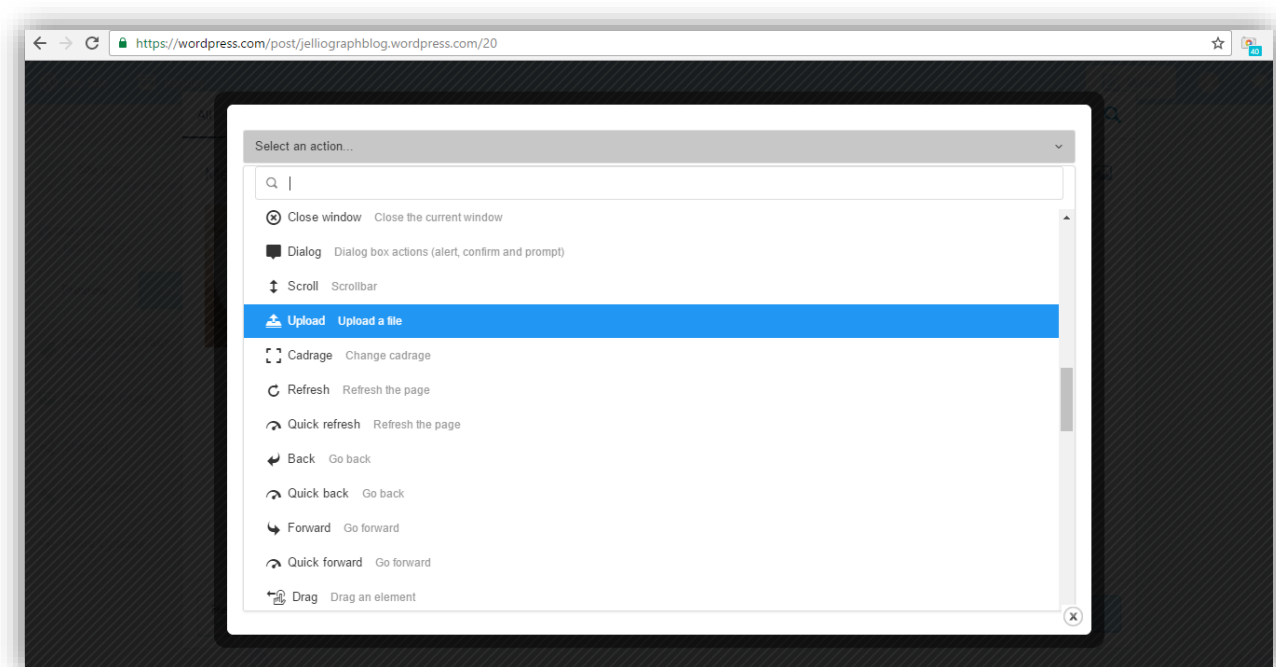 https://wordpress.com/post/jelliographblog.wordpress.com/20
40
All
Select an action...
Close window Close the current window
Dialog Dialog box actions (alert, confirm and prompt)
Scroll Scrollbar
Upload Upload a file
Cadrage Change cadrage
Refresh Refresh the page
Quick refresh Refresh the page
Back Go back
Quick back Go back
Forward Go forward
Quick forward Go forward
Drag Drag an element
x